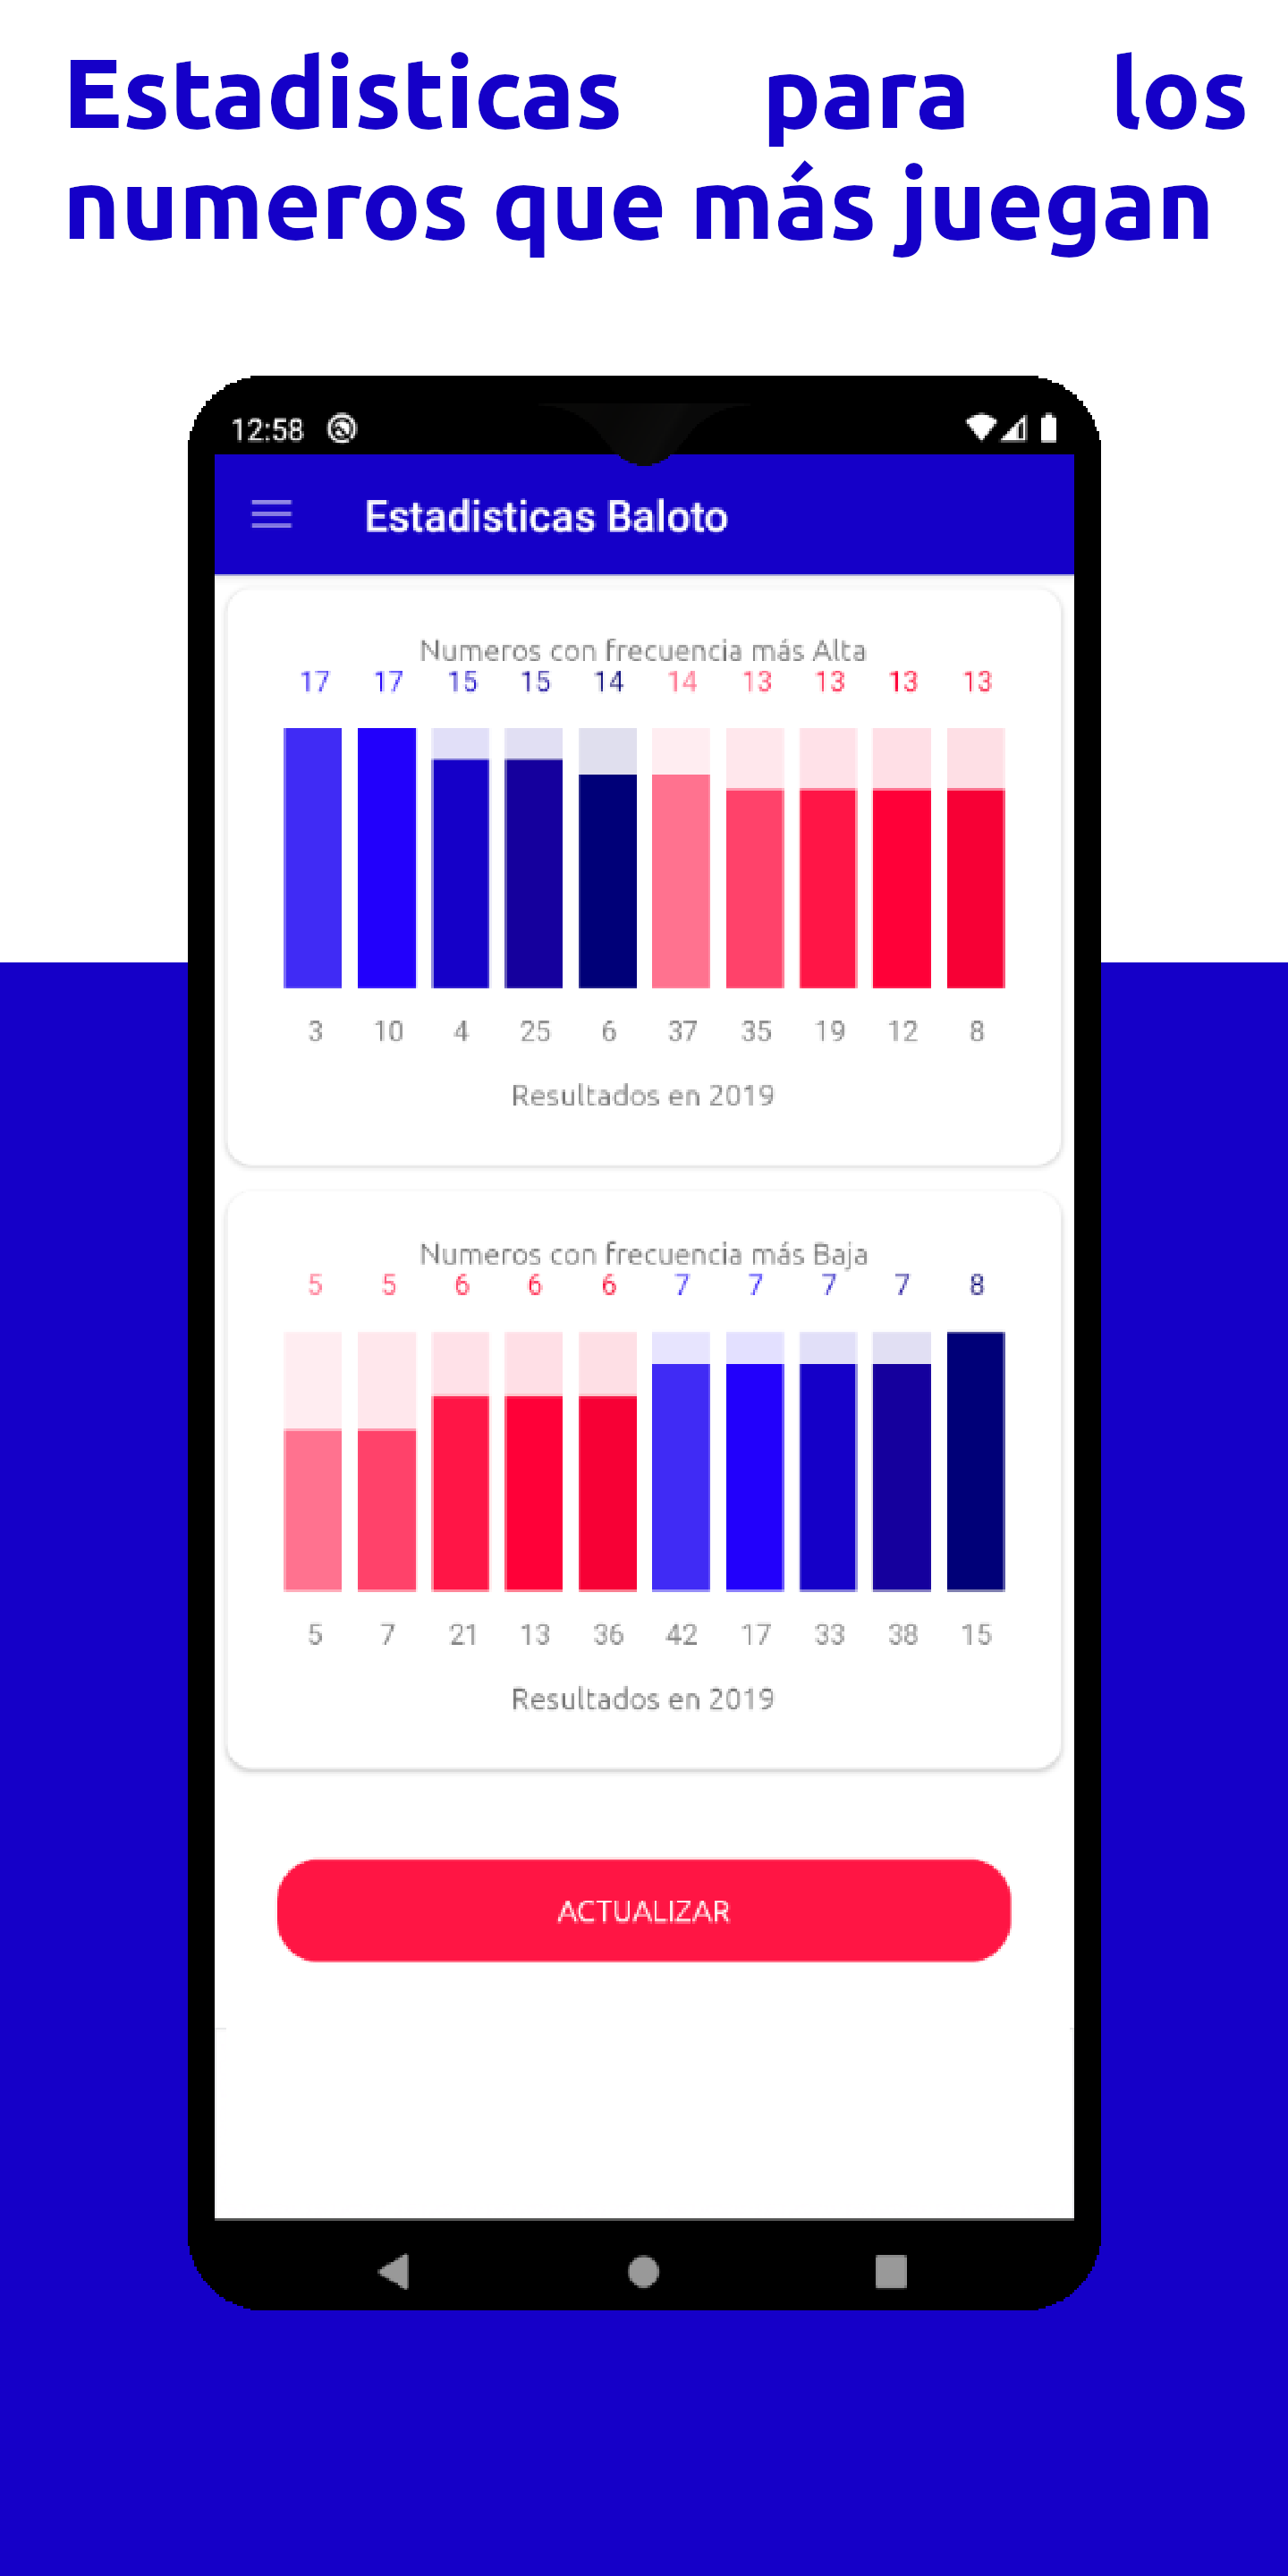 Estadisticas para los
numeros que más juegan
12:58
Estadisticas Baloto
Numeros con frecuencia más Alta
17 17 15 15 14 14 13 13 13 13
3 10 4 25 6 37 35 19 12 8
Resultados en 2019
Numeros con frecuencia más Baja
5 5 6 6 6 7 7 7 7 8
5 7 21 13 36 42 17 33 38 15
Resultados en 2019
ACTUALIZAR